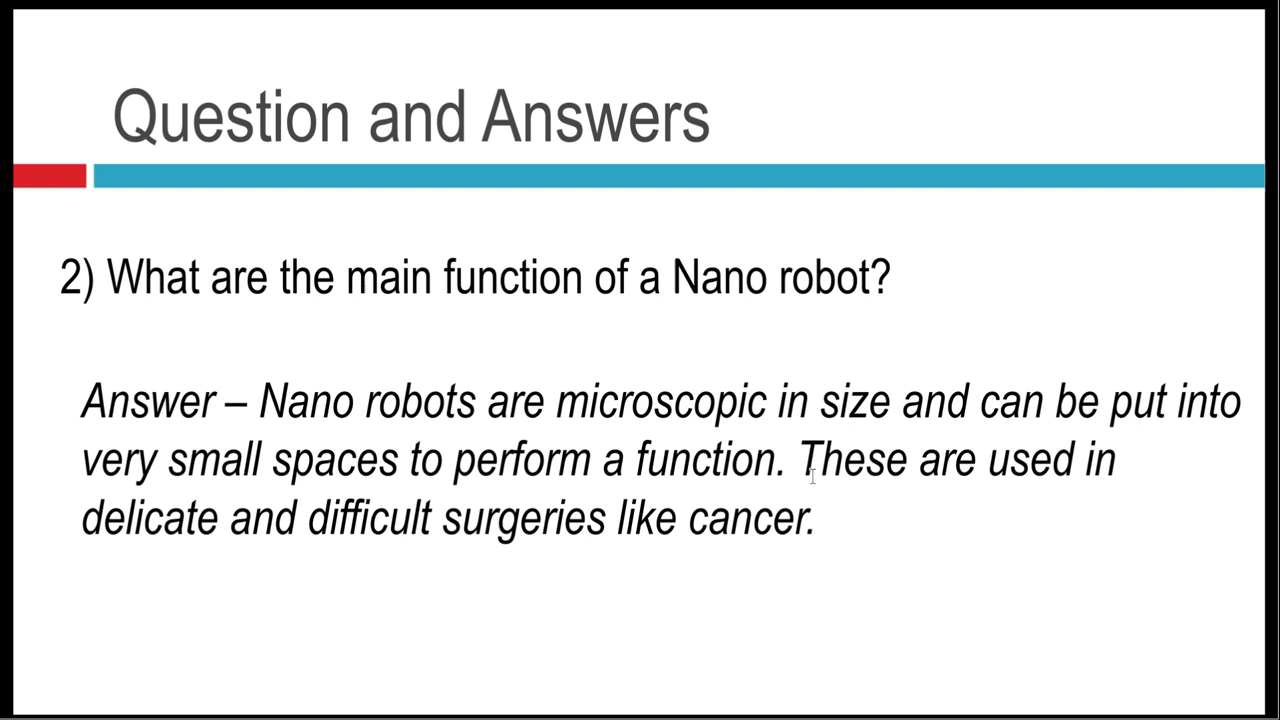 Question and Answers
2) What are the main function of a Nano robot?
Answer – Nano robots are microscopic in size and can be put into
very small spaces to perform a function. These are used in
delicate and difficult surgeries like cancer.